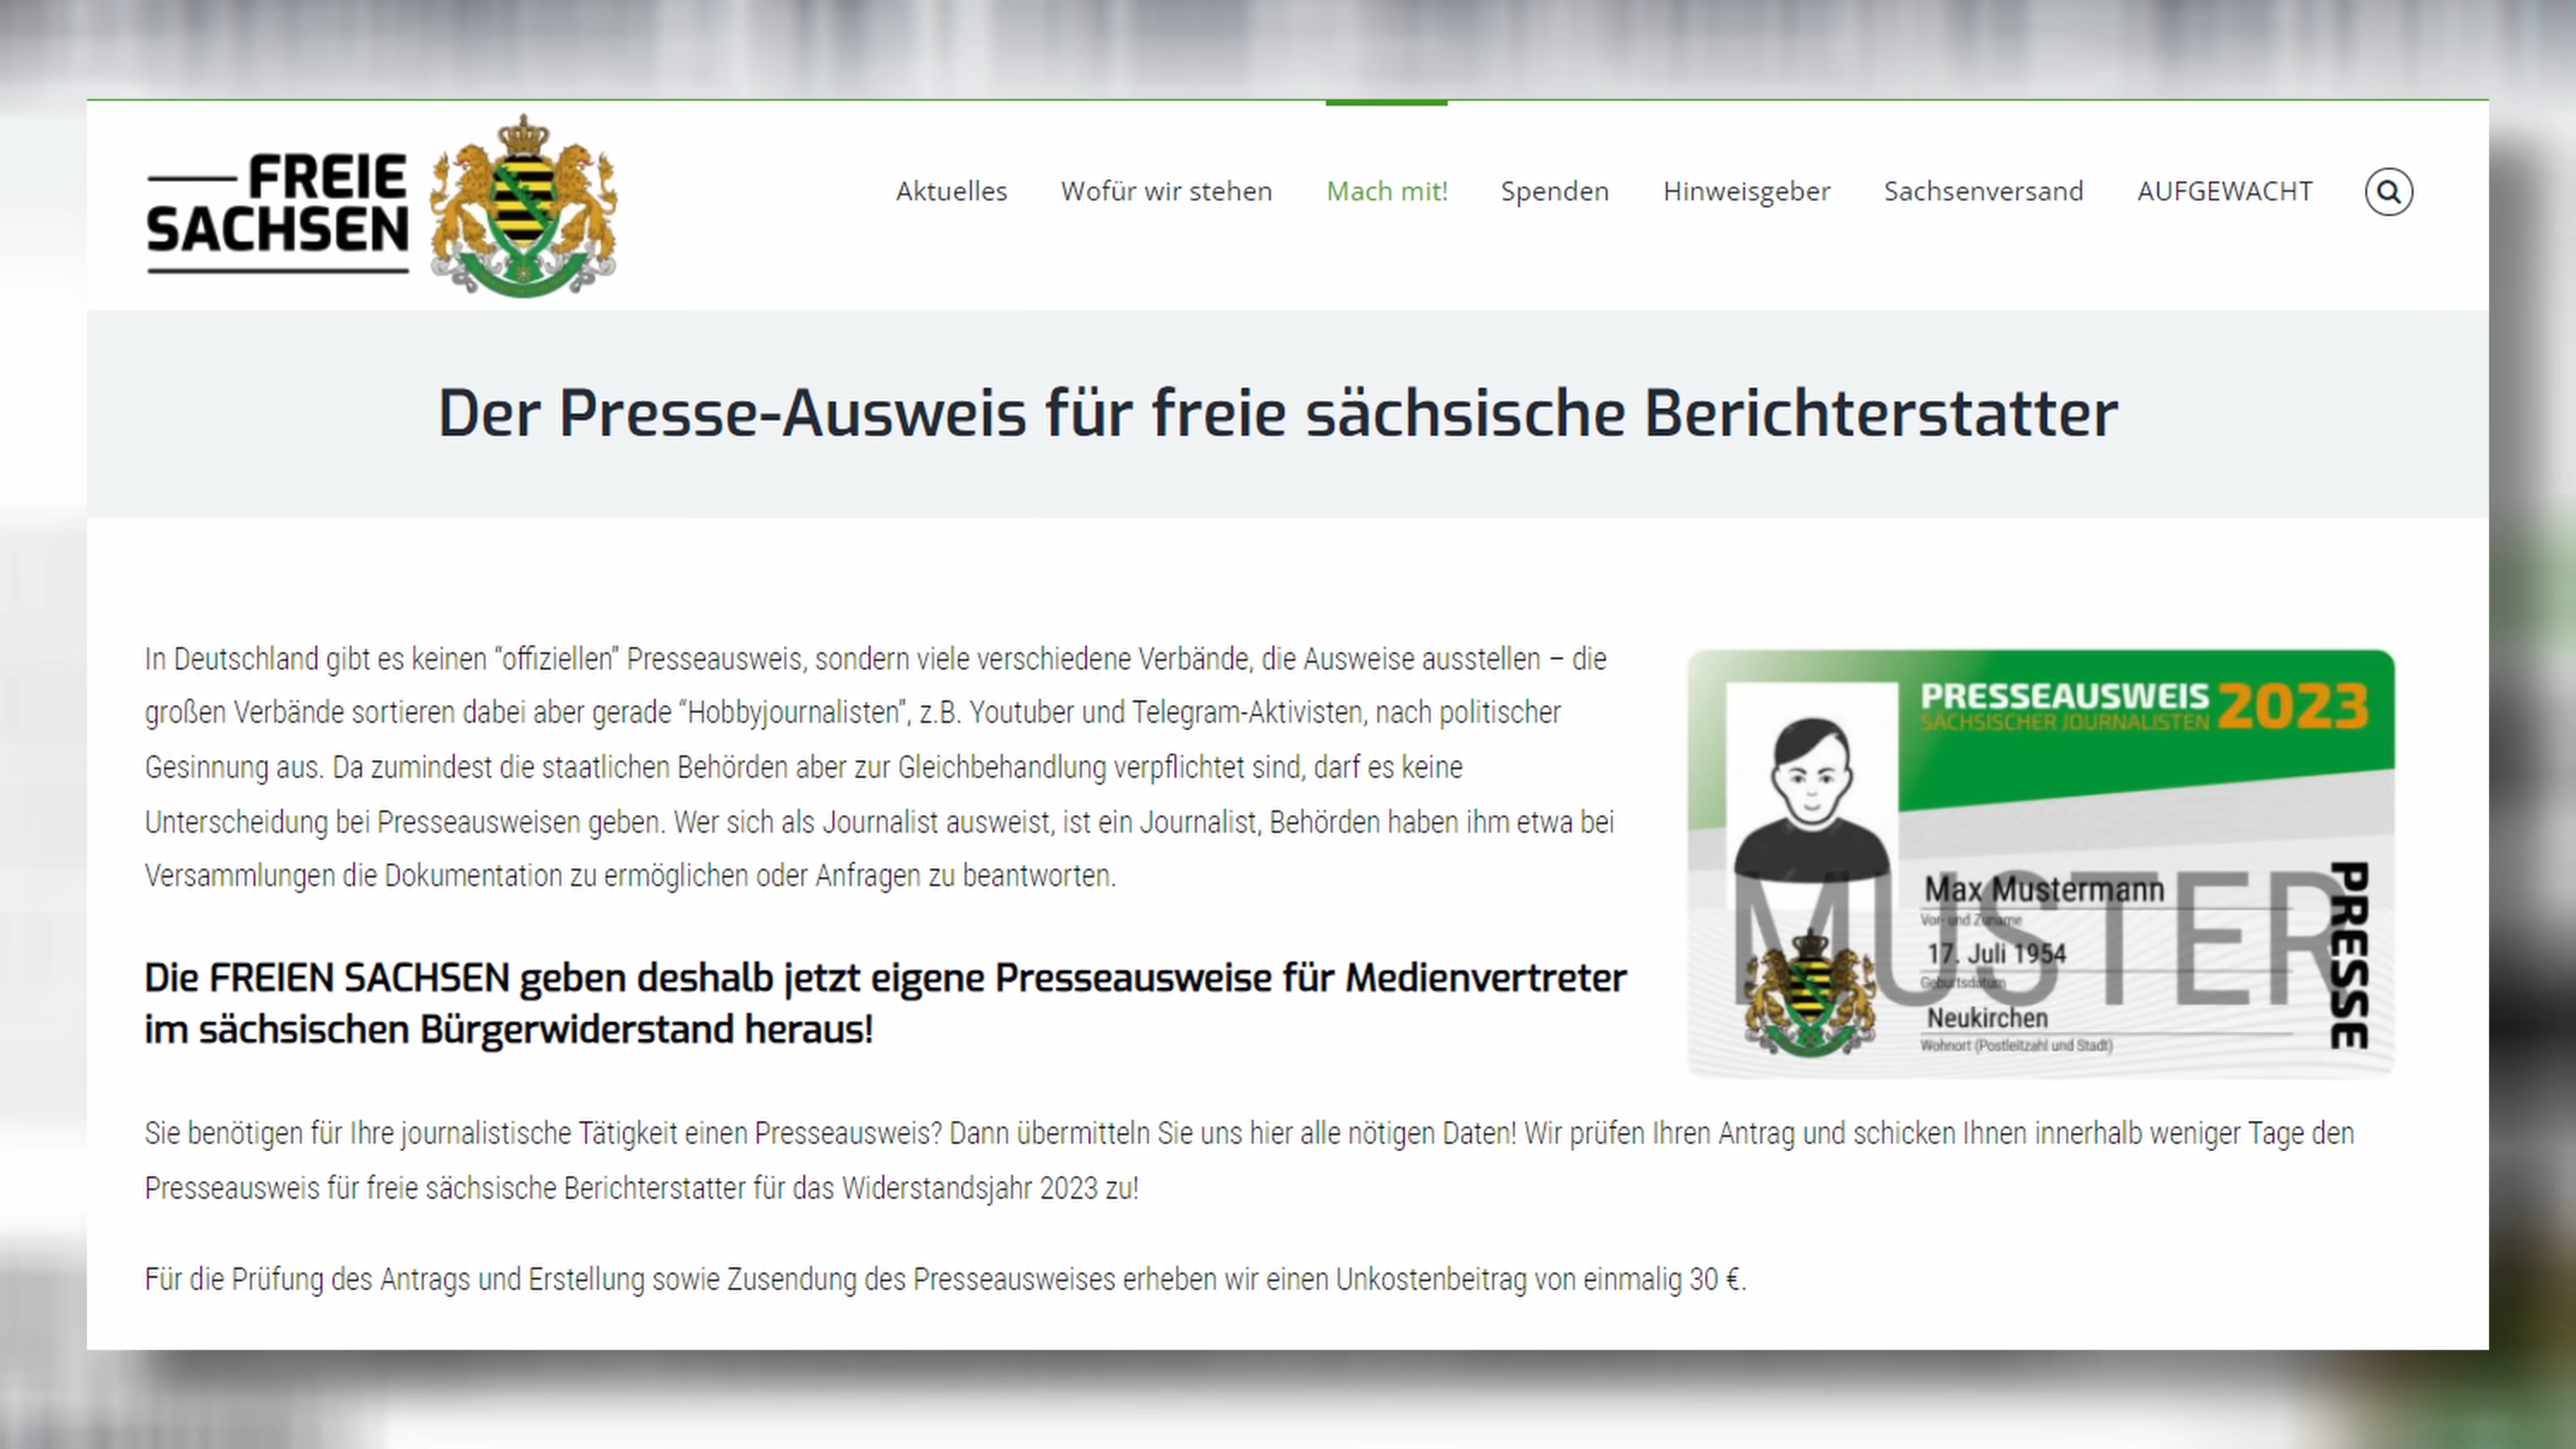 FREIE
SACHSEN
Aktuelles Wofür wir stehen Mach mit! Spenden Hinweisgeber Sachsenversand AUFGEWACHT
Der Presse-Ausweis für freie sächsische Berichterstatter
In Deutschland gibt es keinen “offiziellen” Presseausweis, sondern viele verschiedene Verbände, die Ausweise ausstellen – die
großen Verbände sortieren dabei aber gerade “Hobbyjournalisten”, z.B. Youtuber und Telegram-Aktivisten, nach politischer
Gesinnung aus. Da zumindest die staatlichen Behörden aber zur Gleichbehandlung verpflichtet sind, darf es keine
Unterscheidung bei Presseausweisen geben. Wer sich als Journalist ausweist, ist ein Journalist, Behörden haben ihm etwa bei
Versammlungen die Dokumentation zu ermöglichen oder Anfragen zu beantworten.
Die FREIEN SACHSEN geben deshalb jetzt eigene Presseausweise für Medienvertreter
im sächsischen Bürgerwiderstand heraus!
PRESSEAUSWEIS 2023
SÄCHSISCHER JOURNALISTEN
MUSTER
Max Mustermann
Vor- und Zuname
17. Juli 1954
Geburtsdatum
Neukirchen
Wohnort (Postleitzahl und Stadt)
PRESSE
Sie benötigen für Ihre journalistische Tätigkeit einen Presseausweis? Dann übermitteln Sie uns hier alle nötigen Daten! Wir prüfen Ihren Antrag und schicken Ihnen innerhalb weniger Tage den
Presseausweis für freie sächsische Berichterstatter für das Widerstandsjahr 2023 zu!
Für die Prüfung des Antrags und Erstellung sowie Zusendung des Presseausweises erheben wir einen Unkostenbeitrag von einmalig 30 €.